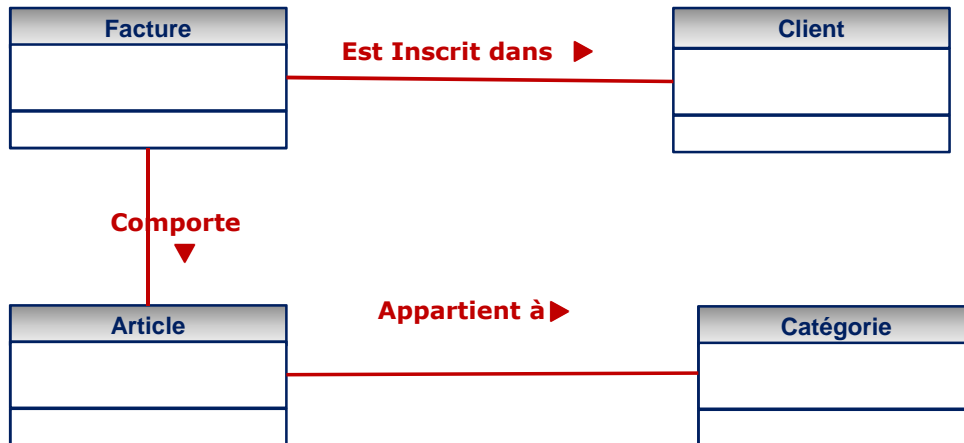 Facture
Client
Est Inscrit dans
Comporte
Article
Appartient à
Catégorie